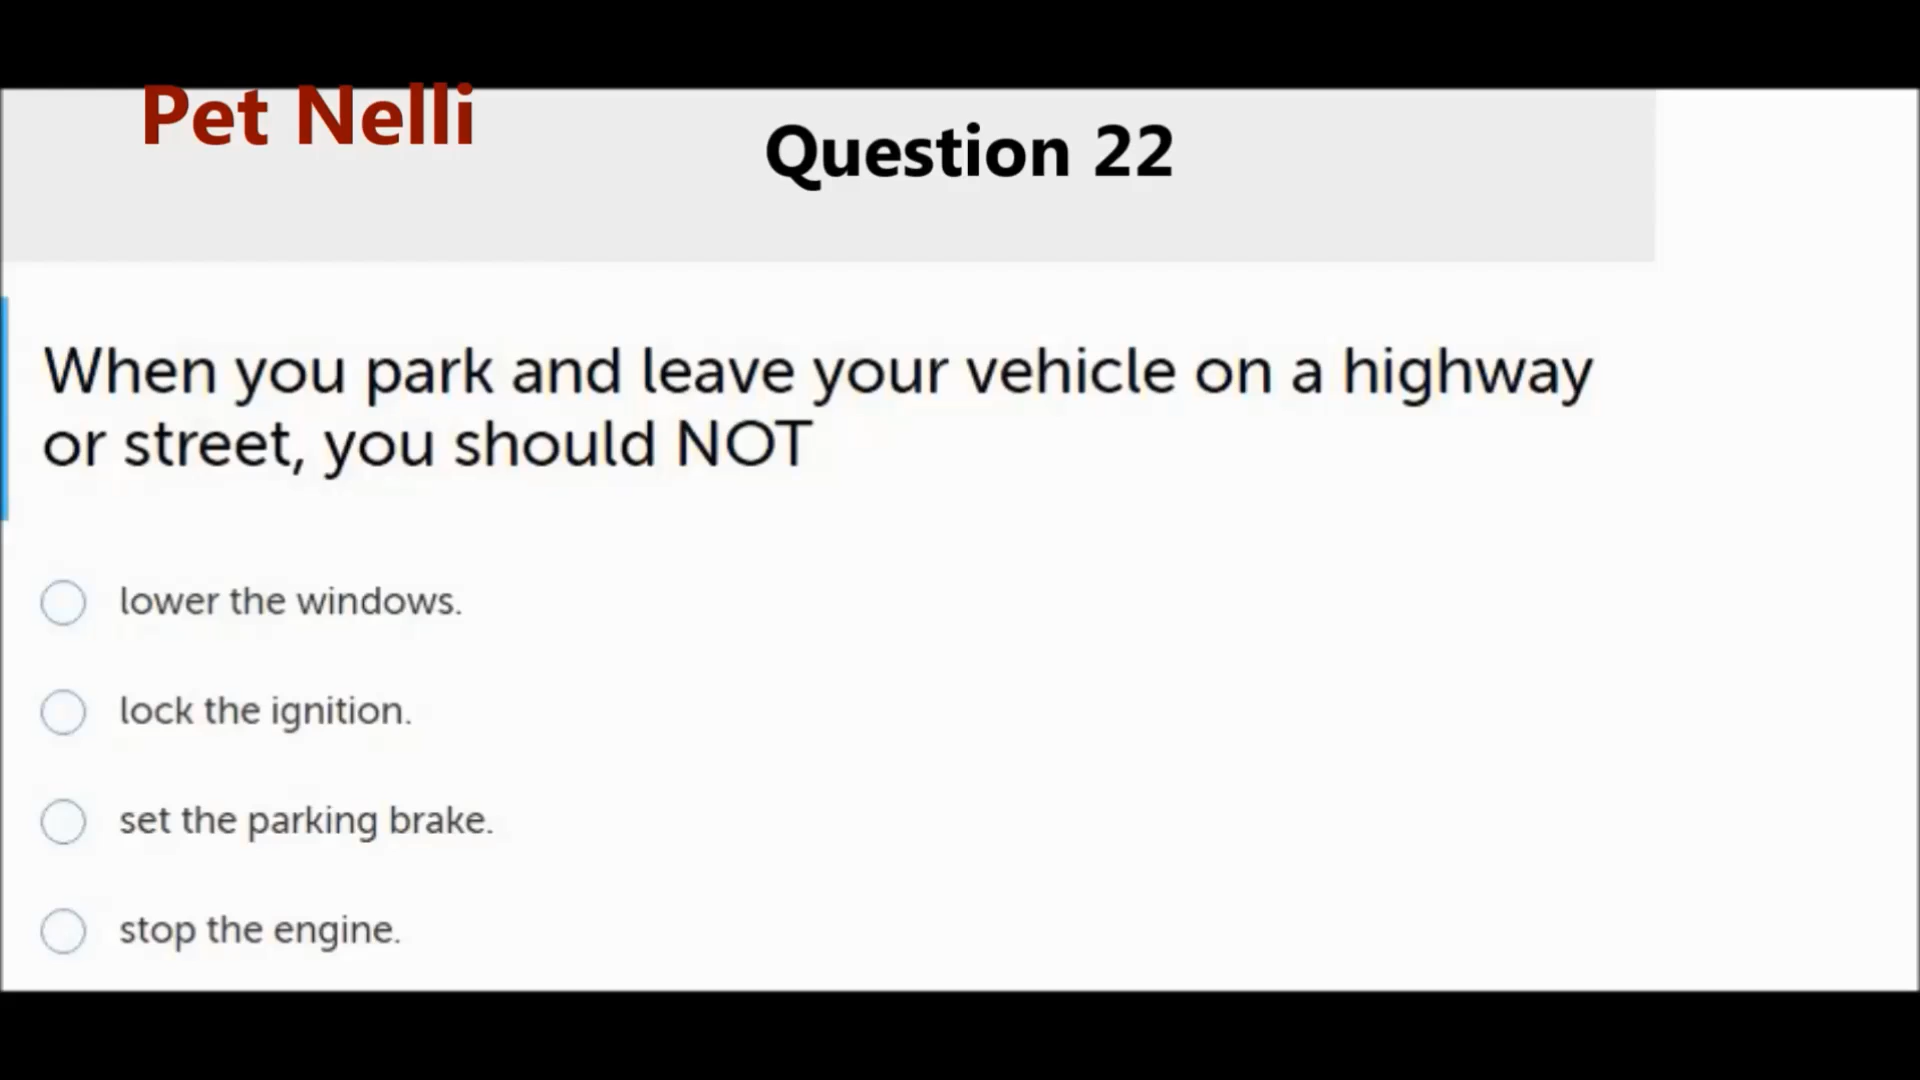 Pet Nelli
Question 22
When you park and leave your vehicle on a highway
or street, you should NOT
lower the windows.
lock the ignition.
set the parking brake.
stop the engine.